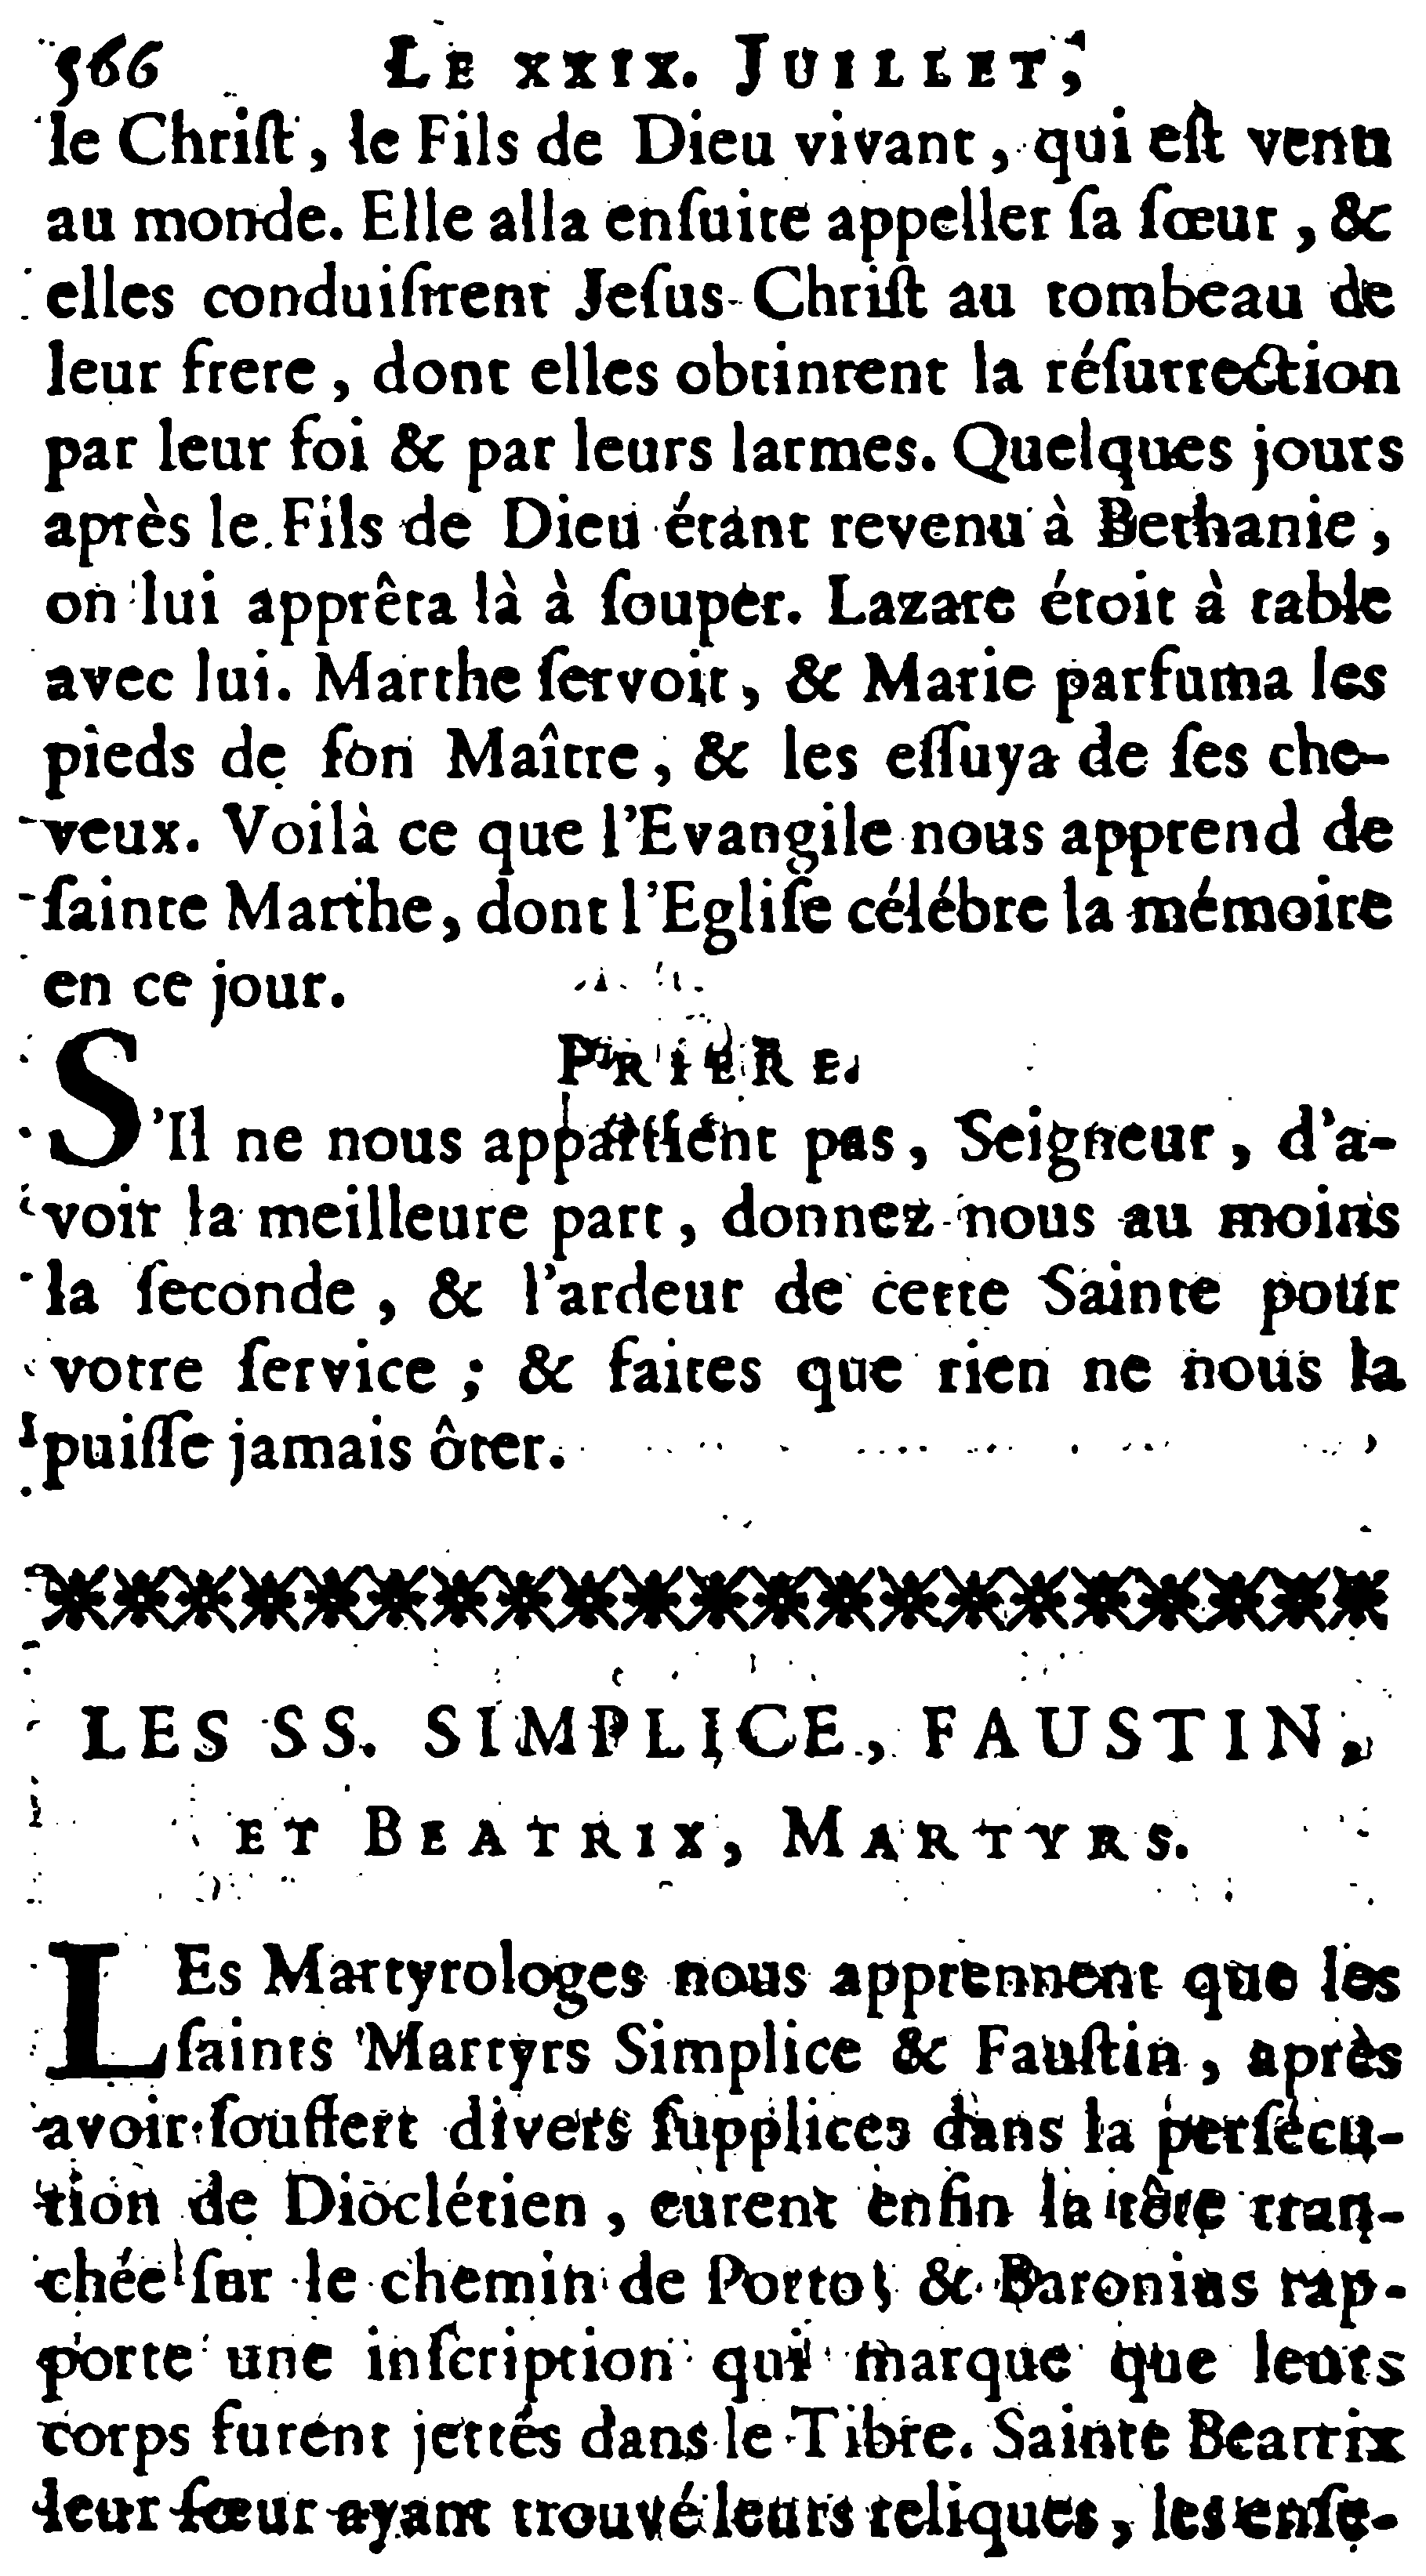 566 LE XXIX. JUILLET,
le Chriſt, le Fils de Dieu vivant, qui eſt venu
au monde. Elle alla enſuite appeller ſa ſœur, &
elles conduiſirent Jeſus-Chriſt au tombeau de
leur frere, dont elles obtinrent la réſurrection
par leur foi & par leurs larmes. Quelques jours
après le Fils de Dieu étant revenu à Bethanie,
on lui apprêta là à ſouper. Lazare étoit à table
avec lui. Marthe ſervoit, & Marie parfuma les
pieds de ſon Maître, & les eſſuya de ſes che-
veux. Voilà ce que l'Evangile nous apprend de
ſainte Marthe, dont l'Egliſe célébre la mémoire
en ce jour.
PRIERE.
S'Il ne nous appartient pas, Seigneur, d'a-
voir la meilleure part, donnez-nous au moins
la ſeconde, & l'ardeur de cette Sainte pour
votre ſervice ; & faites que rien ne nous la
puiſſe jamais ôter.
LES SS. SIMPLICE, FAUSTIN,
ET BEATRIX, MARTYRS.
LEs Martyrologes nous apprennent que les
ſaints Martyrs Simplice & Fauſtin, après
avoir ſouffert divers ſupplices dans la perſécu-
tion de Dioclétien, eurent enfin la tête tran-
chée ſur le chemin de Porto; & Baronius rap-
porte une inſcription qui marque que leurs
corps furent jettés dans le Tibre. Sainte Beatrix
leur ſœur ayant trouvé leurs reliques, les enſe-